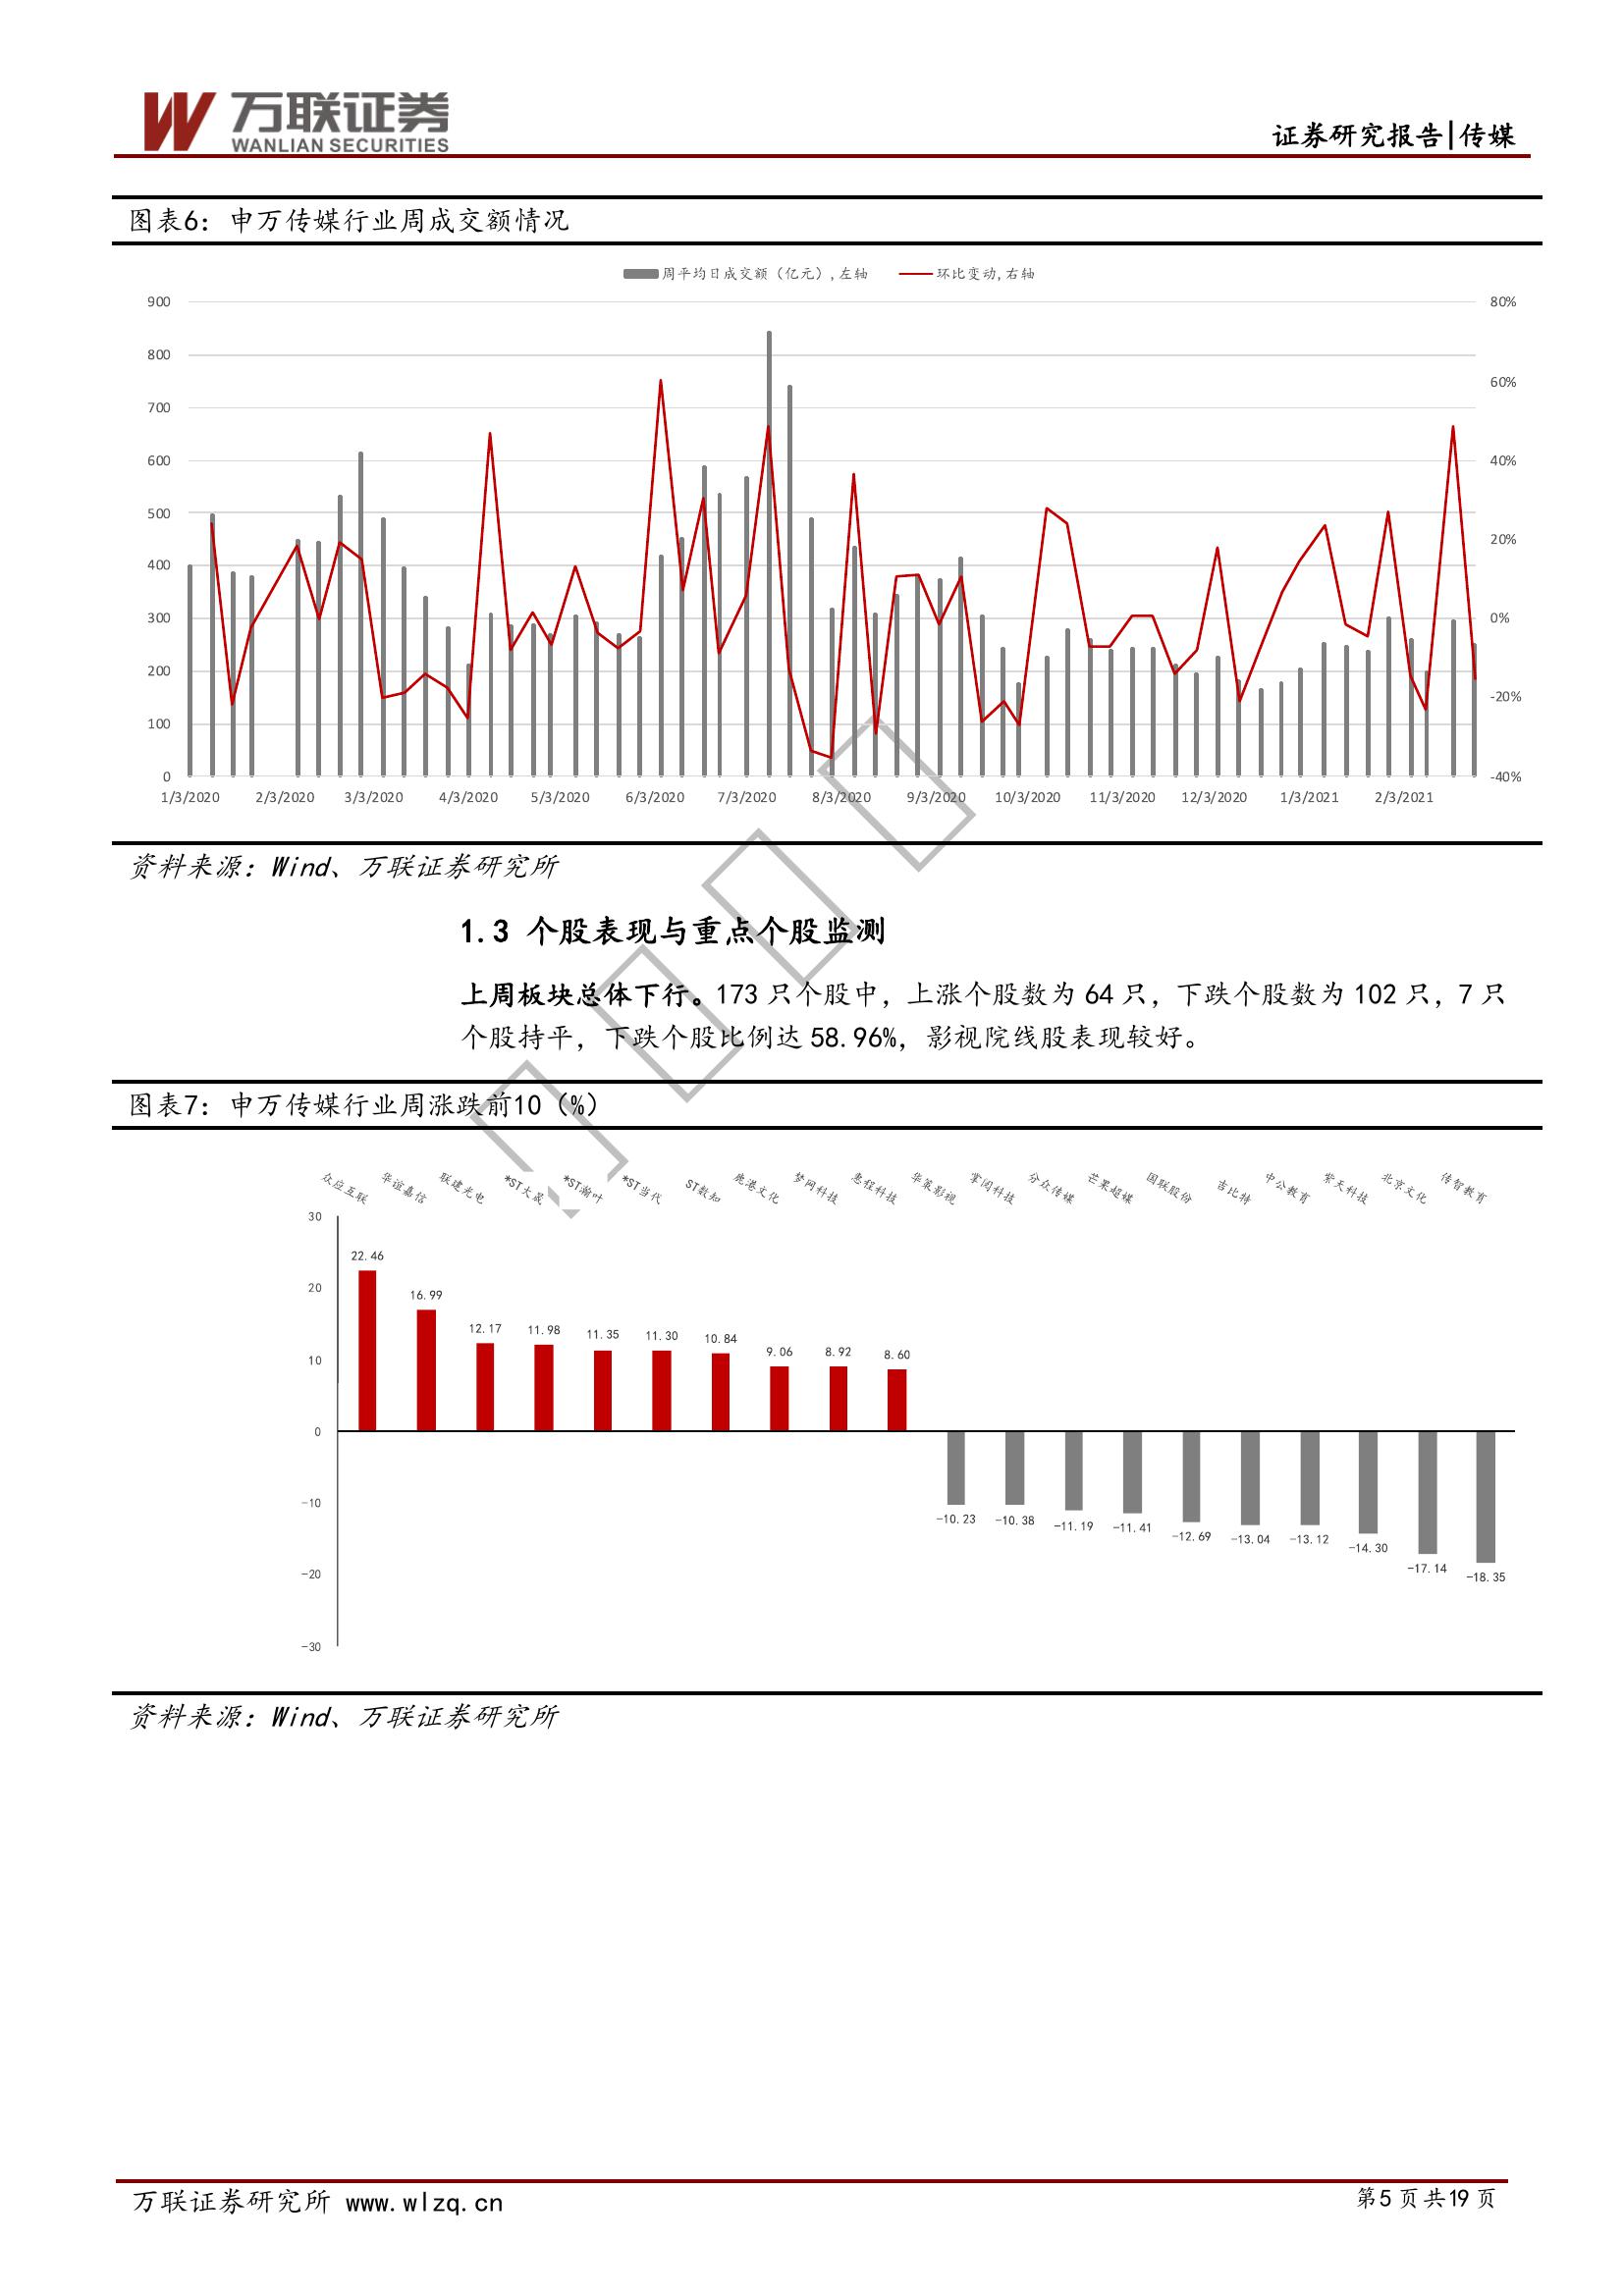 万联证券
WANLIAN SECURITIES
证券研究报告|传媒
图表6：申万传媒行业周成交额情况
周平均日成交额（亿元）,左轴 环比变动,右轴
900 80%
800
700 60%
600 40%
500
400 20%
300 0%
200 -20%
100
0 -40%
1/3/2020 2/3/2020 3/3/2020 4/3/2020 5/3/2020 6/3/2020 7/3/2020 8/3/2020 9/3/2020 10/3/2020 11/3/2020 12/3/2020 1/3/2021 2/3/2021
资料来源：Wind、万联证券研究所
1.3 个股表现与重点个股监测
上周板块总体下行。173 只个股中，上涨个股数为 64 只，下跌个股数为 102 只，7 只
个股持平，下跌个股比例达 58.96%，影视院线股表现较好。
图表7：申万传媒行业周涨跌前10（%）
众应互联 华谊嘉信 联建光电 *ST大晟 *ST瀚叶 *ST当代 ST数知 鹿港文化 梦网科技 惠程科技 华策影视 掌阅科技 分众传媒 芒果超媒 国联股份 吉比特 中公教育 紫天科技 北京文化 传智教育
30
20
10
0
-10
-20
-30
22.46 16.99 12.17 11.98 11.35 11.30 10.84 9.06 8.92 8.60
-10.23 -10.38 -11.19 -11.41 -12.69 -13.04 -13.12 -14.30 -17.14 -18.35
资料来源：Wind、万联证券研究所
万联证券研究所 www.wlzq.cn
第5页共19页